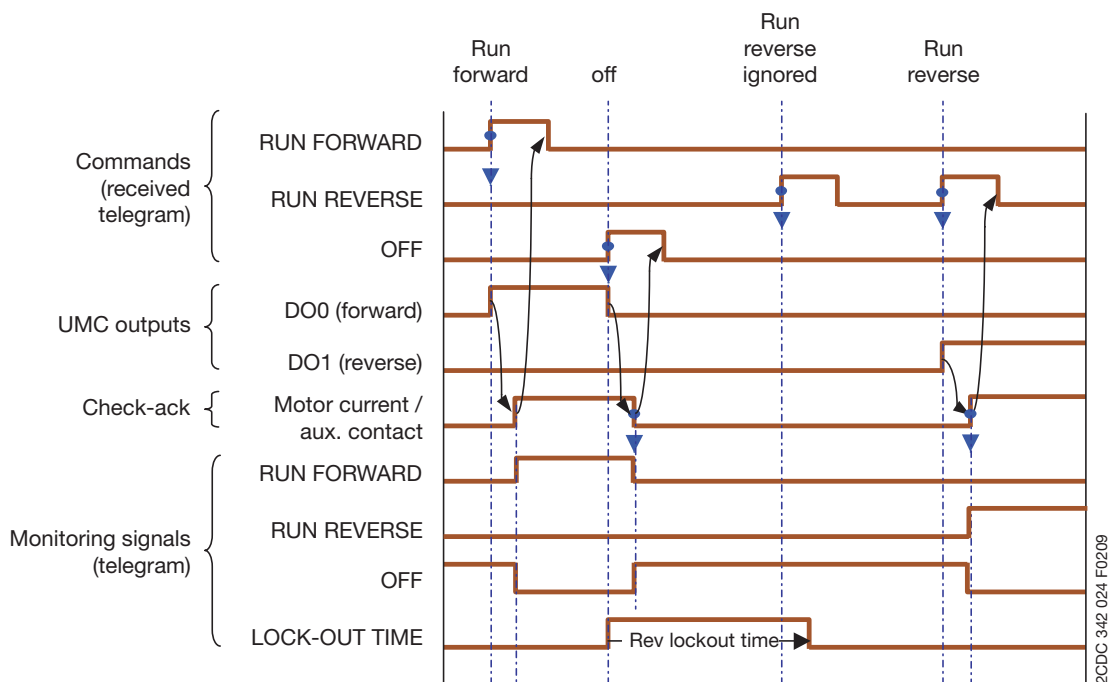 Run
forward
off
Run
reverse
ignored
Run
reverse
Commands
(received
telegram)
RUN FORWARD
RUN REVERSE
OFF
UMC outputs
DO0 (forward)
DO1 (reverse)
Check-ack
Motor current /
aux. contact
Monitoring signals
(telegram)
RUN FORWARD
RUN REVERSE
OFF
LOCK-OUT TIME
Rev lockout time
2CDC 342 024 F0209